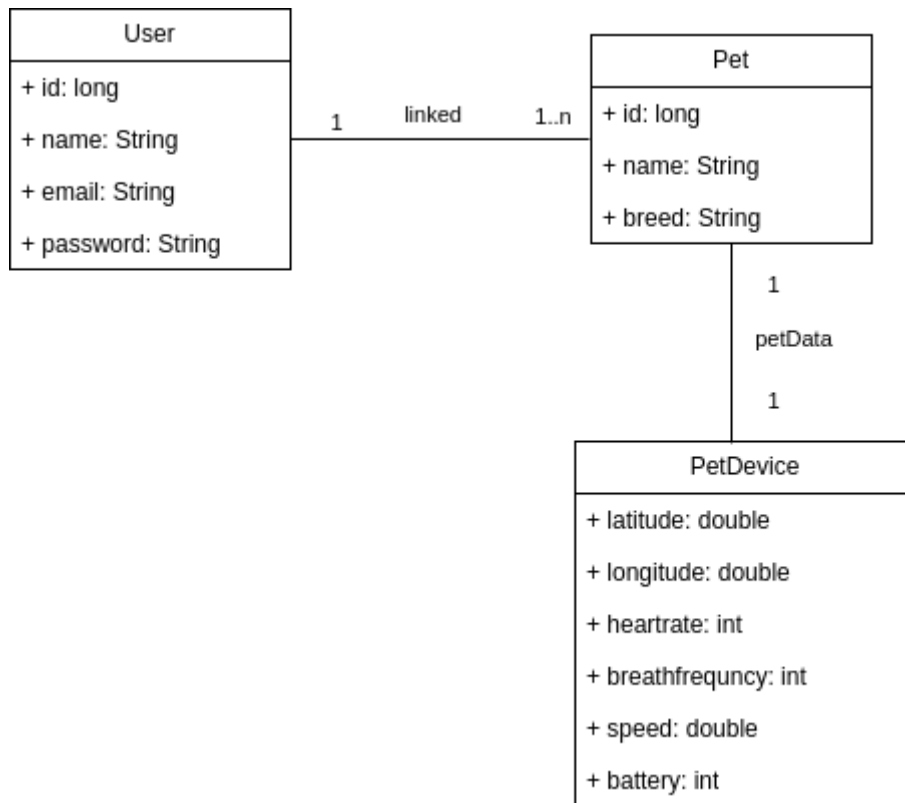 User
+ id: long
+ name: String
+ email: String
+ password: String
1
linked
1..n
Pet
+ id: long
+ name: String
+ breed: String
1
petData
1
PetDevice
+ latitude: double
+ longitude: double
+ heartrate: int
+ breathfrequncy: int
+ speed: double
+ battery: int